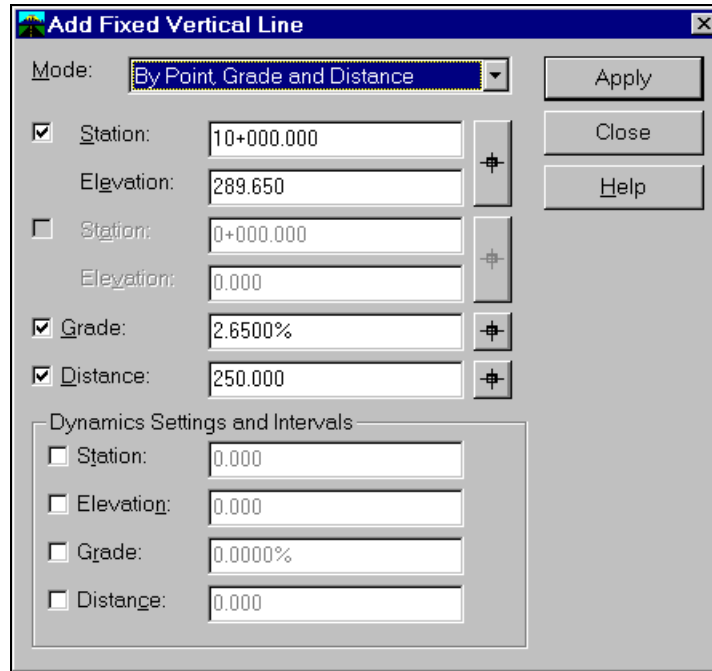 Add Fixed Vertical Line
Mode: By Point, Grade and Distance
Apply
Station: 10+000.000
Close
Elevation: 289.650
Help
Station: 0+000.000
Elevation: 0.000
Grade: 2.6500%
Distance: 250.000
Dynamics Settings and Intervals
Station: 0.000
Elevation: 0.000
Grade: 0.0000%
Distance: 0.000